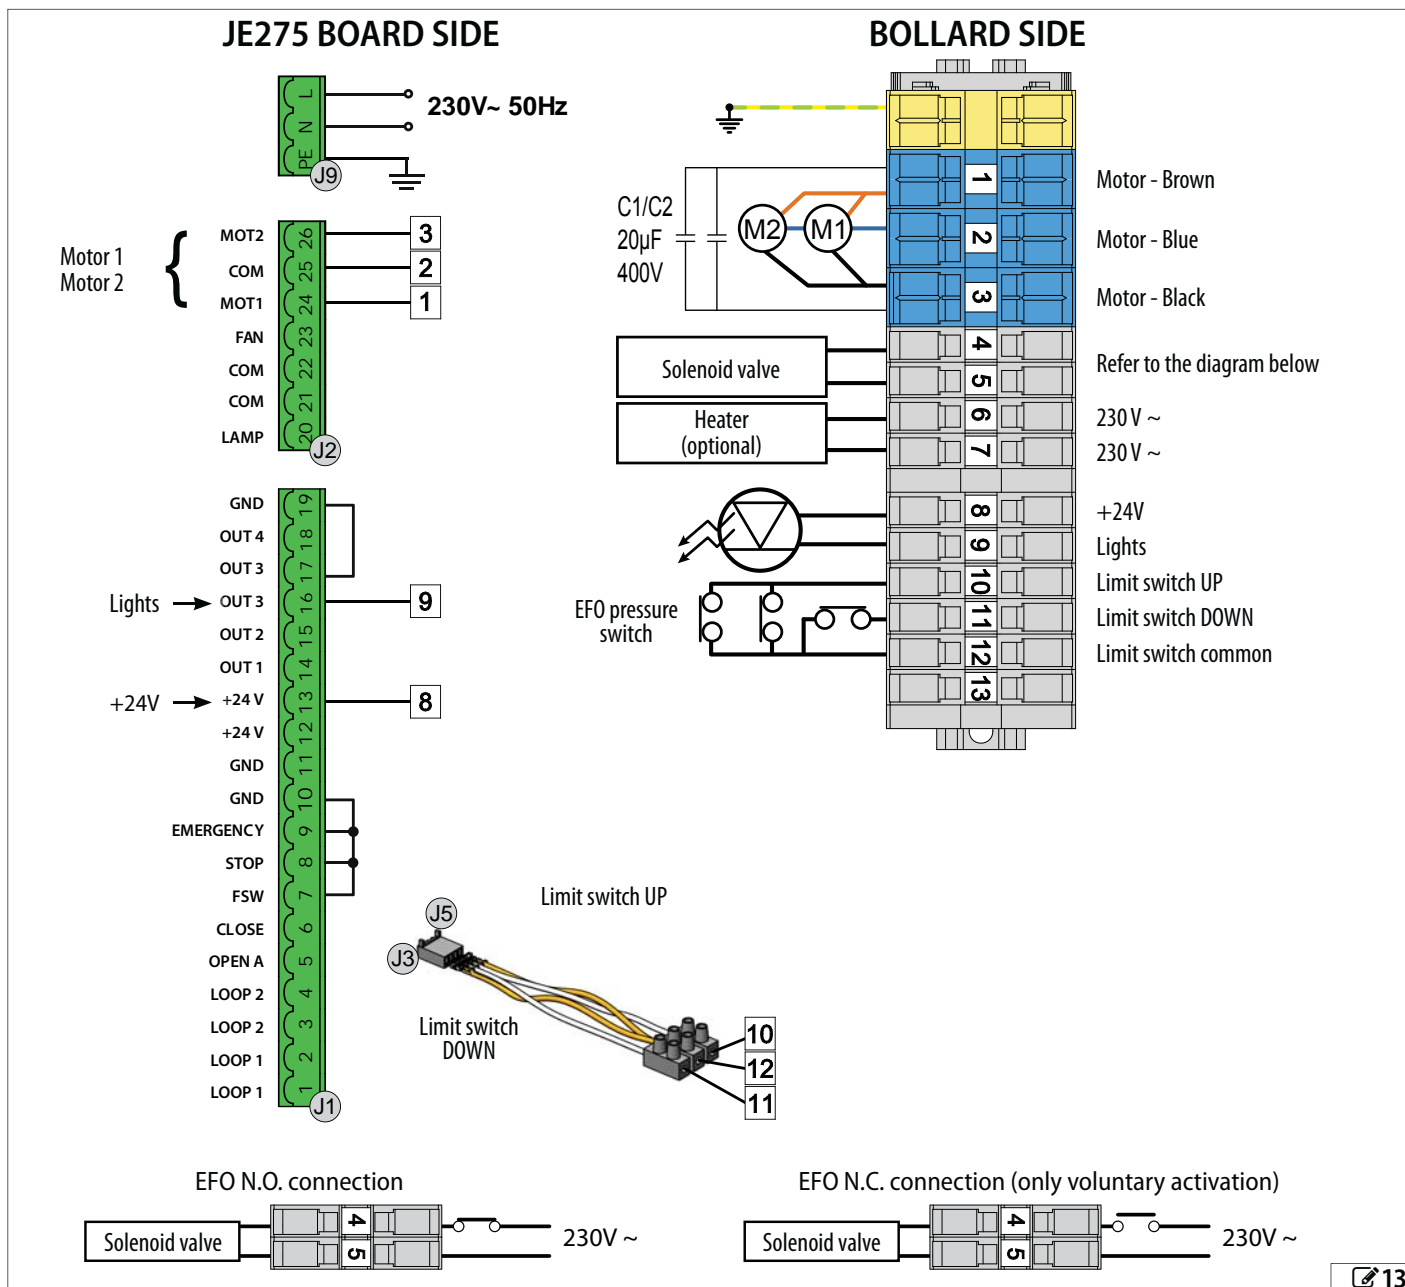 JE275 BOARD SIDE
BOLLARD SIDE
L
N
PE
J9
230V~ 50Hz
Motor 1
Motor 2
{
MOT2 26 3
COM 25 2
MOT1 24 1
FAN 23
COM 22
COM 21
LAMP 20
J2
GND 19
OUT 4 18
OUT 3 17
Lights OUT 3 16 9
OUT 2 15
OUT 1 14
+24V +24 V 13 8
+24 V 12
GND 11
GND 10
EMERGENCY 9
STOP 8
FSW 7
CLOSE 6
OPEN A 5
LOOP 2 4
LOOP 2 3
LOOP 1 2
LOOP 1 1
J1
C1/C2
20µF
400V
M2 M1
1 Motor - Brown
2 Motor - Blue
3 Motor - Black
Solenoid valve
4
5
Refer to the diagram below
Heater
(optional)
6 230 V ~
7 230 V ~
8 +24V
9 Lights
EFO pressure
switch
10 Limit switch UP
11 Limit switch DOWN
12 Limit switch common
13
Limit switch UP
J5
J3
Limit switch
DOWN
10
12
11
EFO N.O. connection
Solenoid valve
4
5
230V ~
EFO N.C. connection (only voluntary activation)
Solenoid valve
4
5
230V ~
13